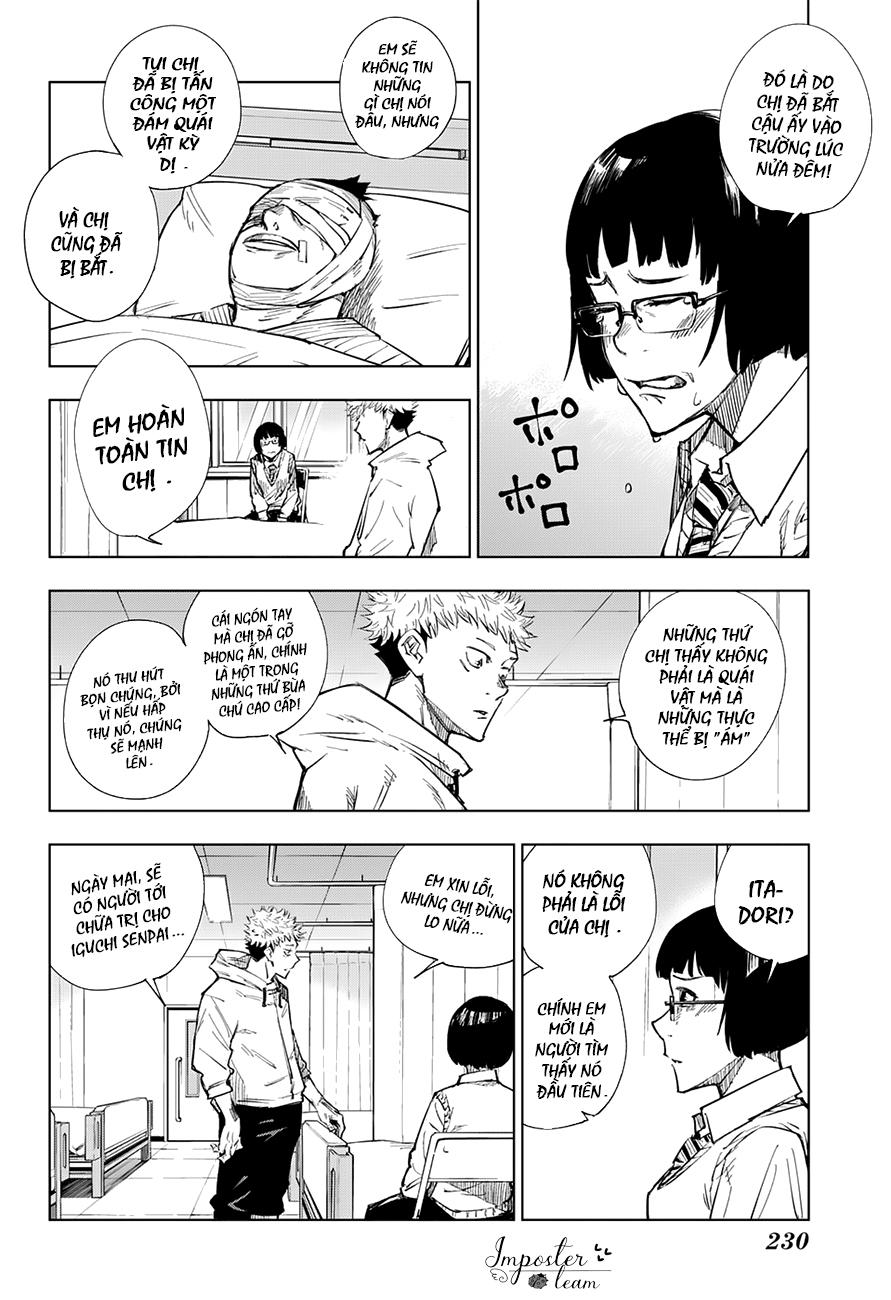 ĐÓ LÀ DO
CHỊ ĐÃ BẮT
CẬU ẤY VÀO
TRƯỜNG LÚC
NỬA ĐÊM!
ポロ
ポロ
EM SẼ
KHÔNG TIN
NHỮNG
GÌ CHỊ NÓI
ĐÂU, NHƯNG
TỤI CHỊ
ĐÃ BỊ TẤN
CÔNG MỘT
ĐÁM QUÁI
VẬT KỲ
DỊ.
VÀ CHỊ
CŨNG ĐÃ
BỊ BẮT.
EM HOÀN
TOÀN TIN
CHỊ.
NHỮNG THỨ
CHỊ THẤY KHÔNG
PHẢI LÀ QUÁI
VẬT MÀ LÀ
NHỮNG THỰC
THỂ BỊ "ÁM"
CÁI NGÓN TAY
MÀ CHỊ ĐÃ GỠ
PHONG ẤN, CHÍNH
LÀ MỘT TRONG
NHỮNG THỨ BÙA
CHÚ CAO CẤP!
NÓ THU HÚT
BỌN CHÚNG, BỞI
VÌ NẾU HẤP
THỤ NÓ, CHÚNG
SẼ MẠNH
LÊN.
ITA-
DORI?
NÓ KHÔNG
PHẢI LÀ LỖI
CỦA CHỊ.
CHÍNH EM
MỚI LÀ
NGƯỜI TÌM
THẤY NÓ
ĐẦU TIÊN.
EM XIN LỖI,
NHƯNG CHỊ ĐỪNG
LO NỮA...
NGÀY MAI, SẼ
CÓ NGƯỜI TỚI
CHỮA TRỊ CHO
IGUCHI SENPAI...
230
Imposter
team